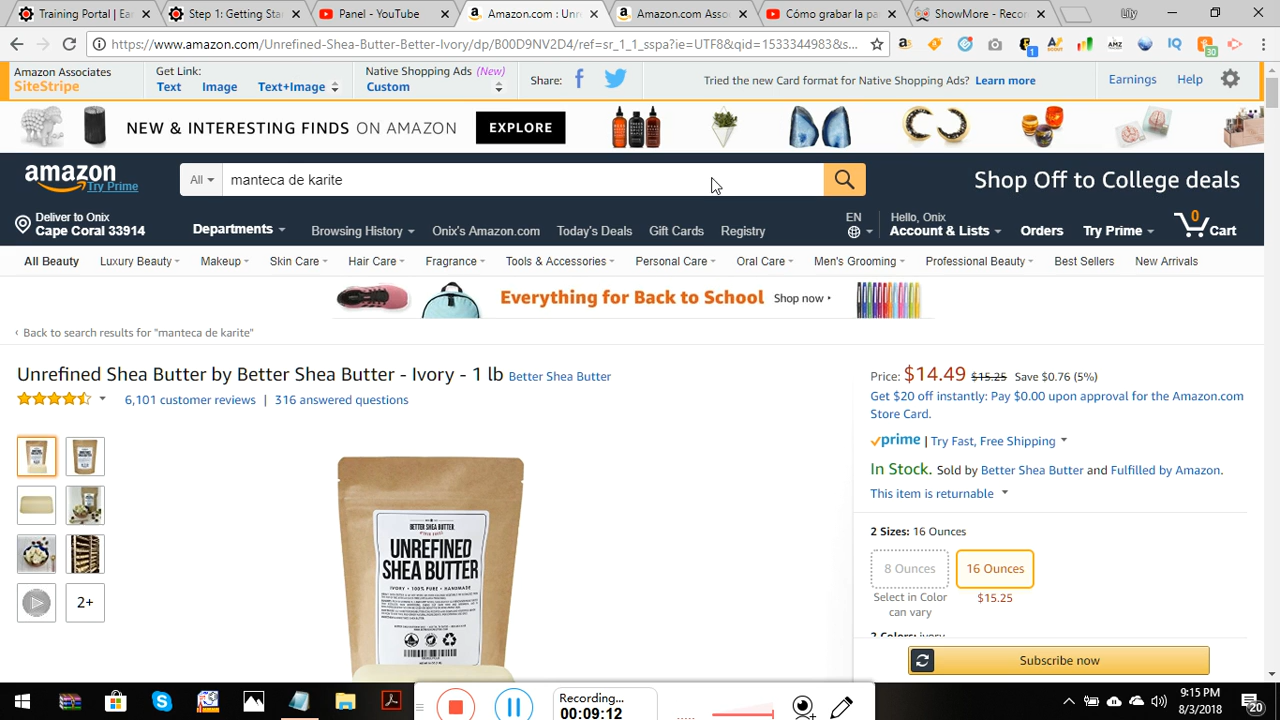 Training Portal | Ea
Step 1: Getting Sta
Panel - YouTube
Amazon.com : Unr
Amazon.com Asso
Cómo grabar la pa
ShowMore - Recor
Lily
https://www.amazon.com/Unrefined-Shea-Butter-Better-Ivory/dp/B00D9NV2D4/ref=sr_1_1_sspa?ie=UTF8&qid=1533344983&s...
Amazon Associates
SiteStripe
Get Link:
Text Image Text+Image
Native Shopping Ads (New)
Custom
Share:
Tried the new Card format for Native Shopping Ads? Learn more
Earnings Help
NEW & INTERESTING FINDS ON AMAZON EXPLORE
amazon
Try Prime
All
manteca de karite
Shop Off to College deals
Deliver to Onix
Cape Coral 33914
Departments
Browsing History
Onix's Amazon.com
Today's Deals
Gift Cards
Registry
EN
Hello, Onix
Account & Lists
Orders
Try Prime
0
Cart
All Beauty Luxury Beauty Makeup Skin Care Hair Care Fragrance Tools & Accessories Personal Care Oral Care Men's Grooming Professional Beauty Best Sellers New Arrivals
Everything for Back to School Shop now
‹ Back to search results for "manteca de karite"
Unrefined Shea Butter by Better Shea Butter - Ivory - 1 lb Better Shea Butter
6,101 customer reviews | 316 answered questions
2+
BETTER SHEA BUTTER
UNREFINED
SHEA BUTTER
IVORY • 100% PURE • HANDMADE
Price: $14.49 $15.25 Save $0.76 (5%)
Get $20 off instantly: Pay $0.00 upon approval for the Amazon.com
Store Card.
prime | Try Fast, Free Shipping
In Stock. Sold by Better Shea Butter and Fulfilled by Amazon.
This item is returnable
2 Sizes: 16 Ounces
8 Ounces
16 Ounces
Select in Color
can vary
$15.25
2 Colors: ivory
Subscribe now
Recording...
00:09:12
9:15 PM
8/3/2018
20